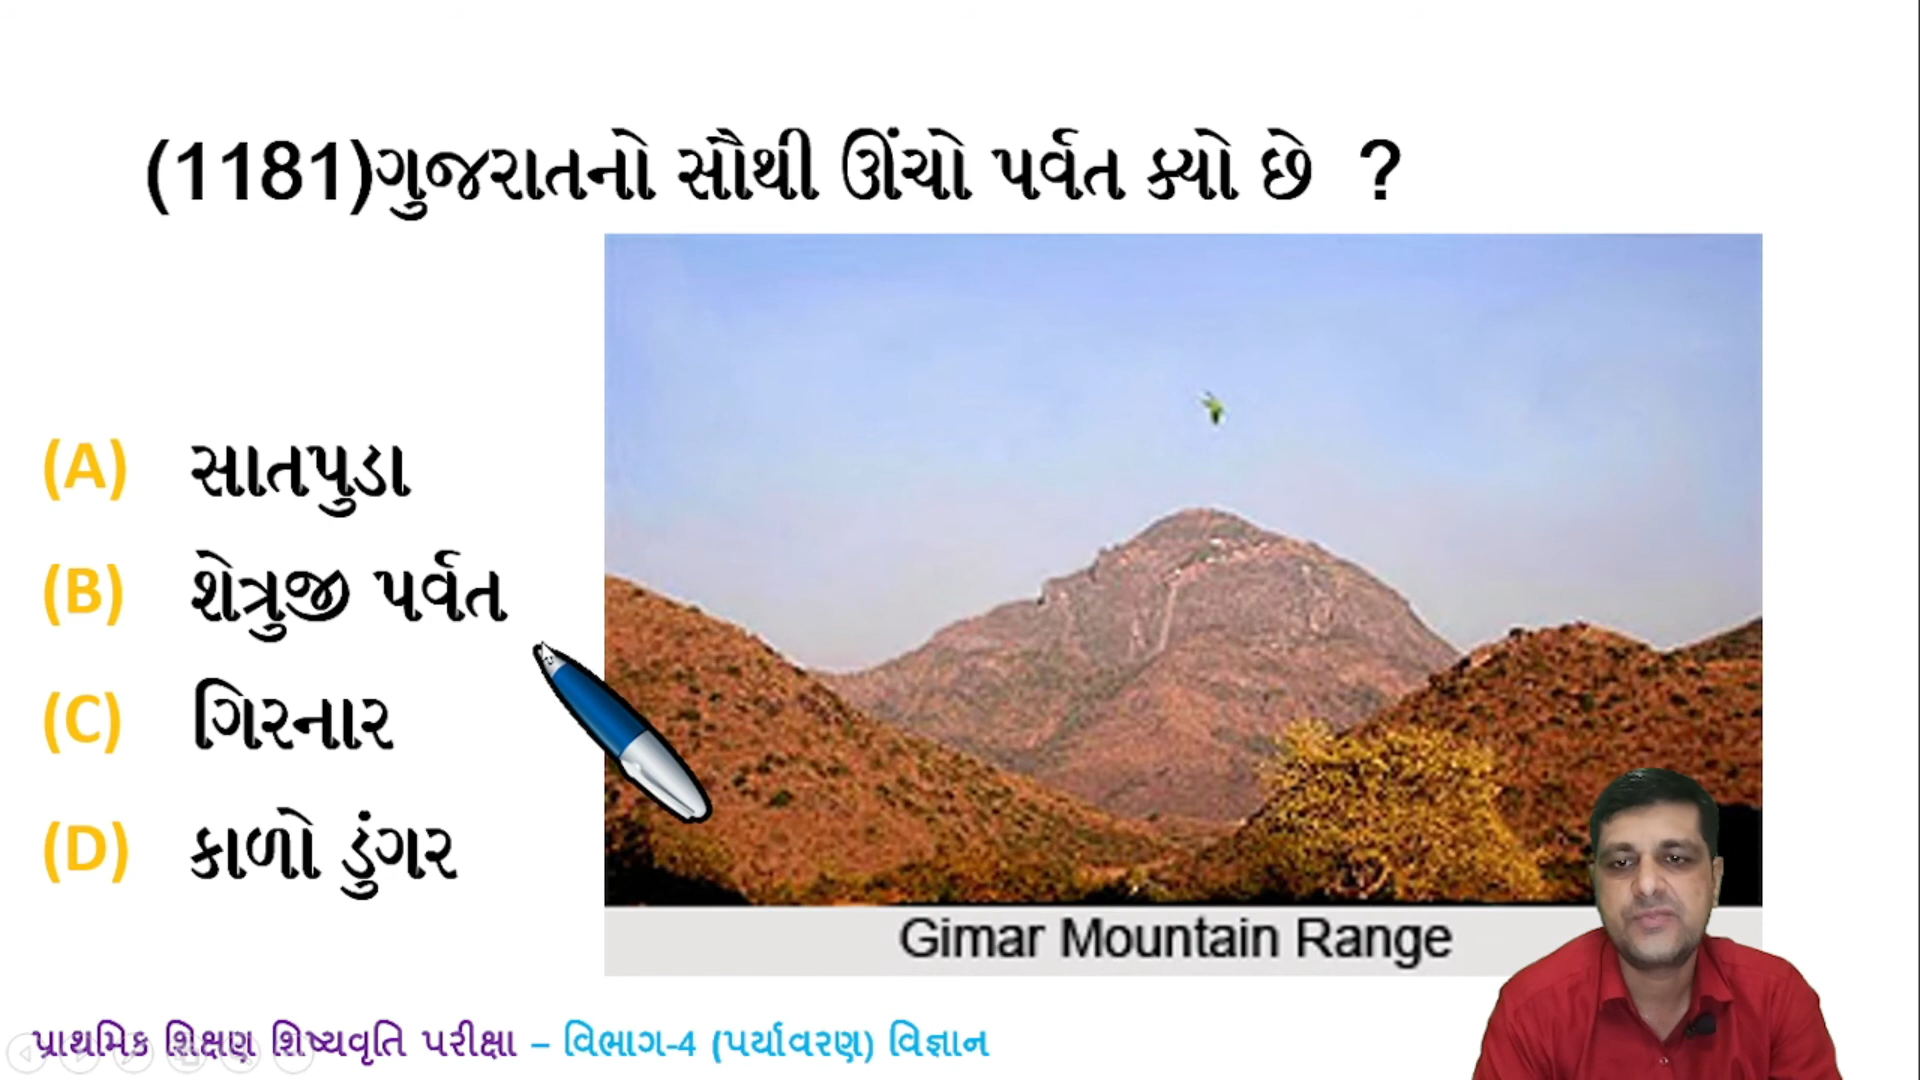 (1181)ગુજરાતનો સૌથી ઊંચો પર્વત ક્યો છે ?
(A) સાતપુડા
(B) શેત્રુજી પર્વત
(C) ગિરનાર
(D) કાળો ડુંગર
Girnar Mountain Range
પ્રાથમિક શિક્ષણ શિષ્યવૃતિ પરીક્ષા – વિભાગ-4 (પર્યાવરણ) વિજ્ઞાન